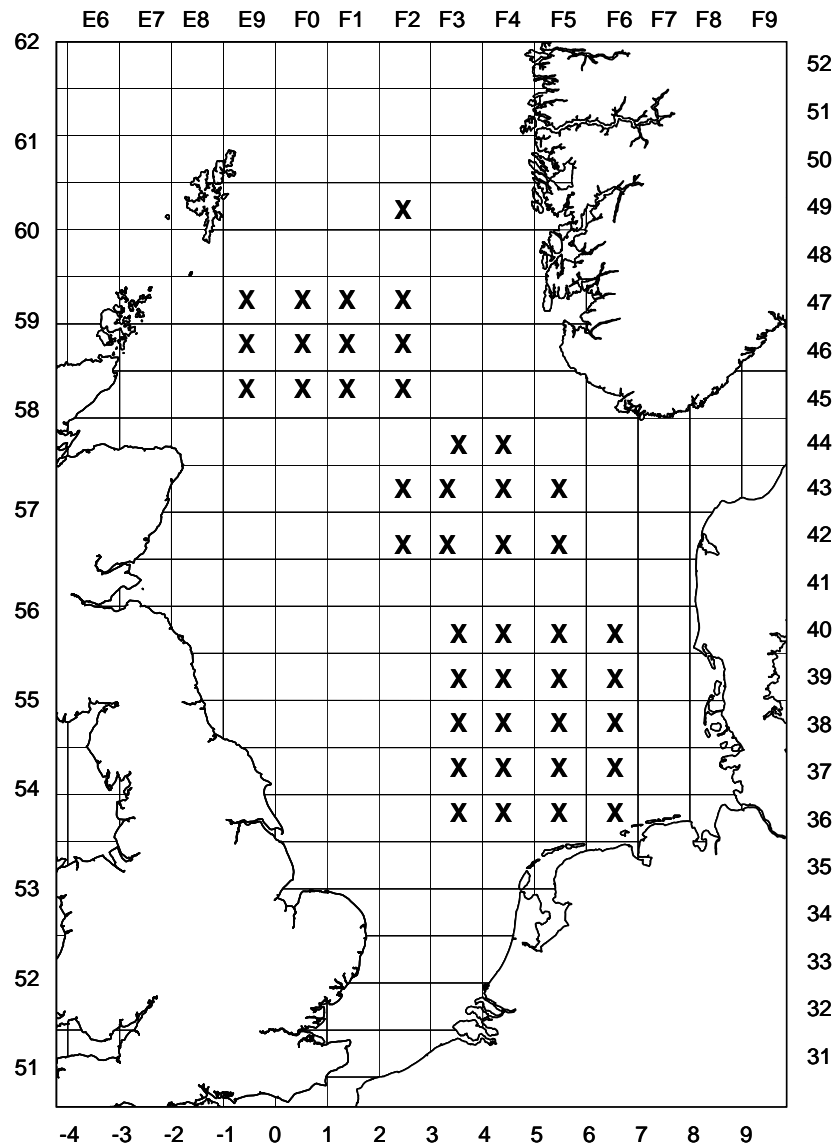 E6 E7 E8 E9 F0 F1 F2 F3 F4 F5 F6 F7 F8 F9
62
52
51
61
50
60 X 49
48
X X X X 47
59
X X X X 46
X X X X 45
58
X X 44
X X X X 43
57
X X X X 42
41
56
X X X X 40
X X X X 39
55
X X X X 38
X X X X 37
54
X X X X 36
35
53
34
33
52
32
31
51
-4 -3 -2 -1 0 1 2 3 4 5 6 7 8 9